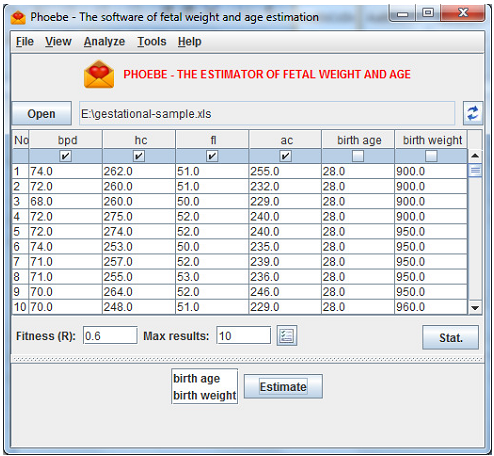 Phoebe - The software of fetal weight and age estimation
File View Analyze Tools Help
PHOEBE - THE ESTIMATOR OF FETAL WEIGHT AND AGE
Open E:\gestational-sample.xls
No bpd hc fl ac birth age birth weight
1 74.0 262.0 51.0 255.0 28.0 900.0
2 72.0 260.0 51.0 232.0 28.0 900.0
3 68.0 260.0 50.0 229.0 28.0 900.0
4 72.0 275.0 52.0 240.0 28.0 900.0
5 72.0 274.0 52.0 240.0 28.0 950.0
6 74.0 253.0 50.0 235.0 28.0 950.0
7 71.0 257.0 52.0 239.0 28.0 950.0
8 71.0 255.0 53.0 236.0 28.0 950.0
9 70.0 264.0 52.0 246.0 28.0 950.0
10 70.0 248.0 51.0 229.0 28.0 960.0
Fitness (R): 0.6 Max results: 10 Stat.
birth age
birth weight
Estimate